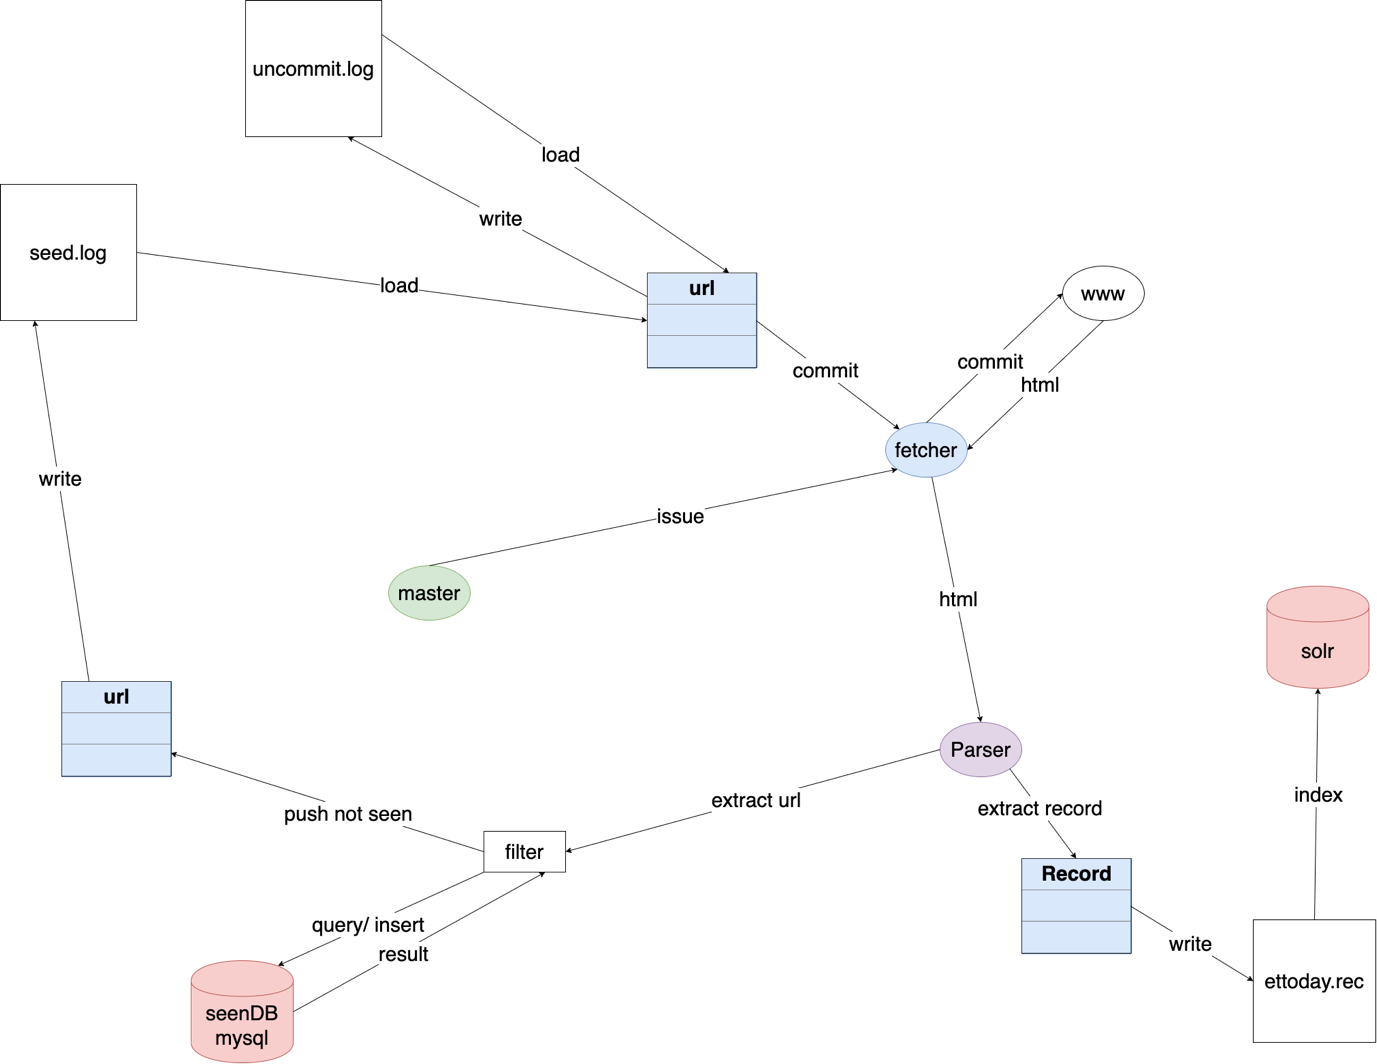 uncommit.log
load
write
seed.log
load
url
www
commit
commit
html
fetcher
write
issue
master
html
solr
url
Parser
index
extract url
extract record
push not seen
filter
Record
query/ insert
result
write
ettoday.rec
seenDB
mysql